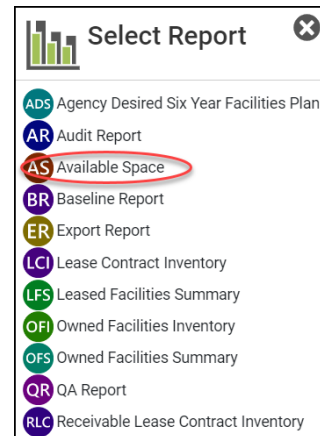 Select Report
ADS Agency Desired Six Year Facilities Plan
AR Audit Report
AS Available Space
BR Baseline Report
ER Export Report
LCI Lease Contract Inventory
LFS Leased Facilities Summary
OFI Owned Facilities Inventory
OFS Owned Facilities Summary
QR QA Report
RLC Receivable Lease Contract Inventory